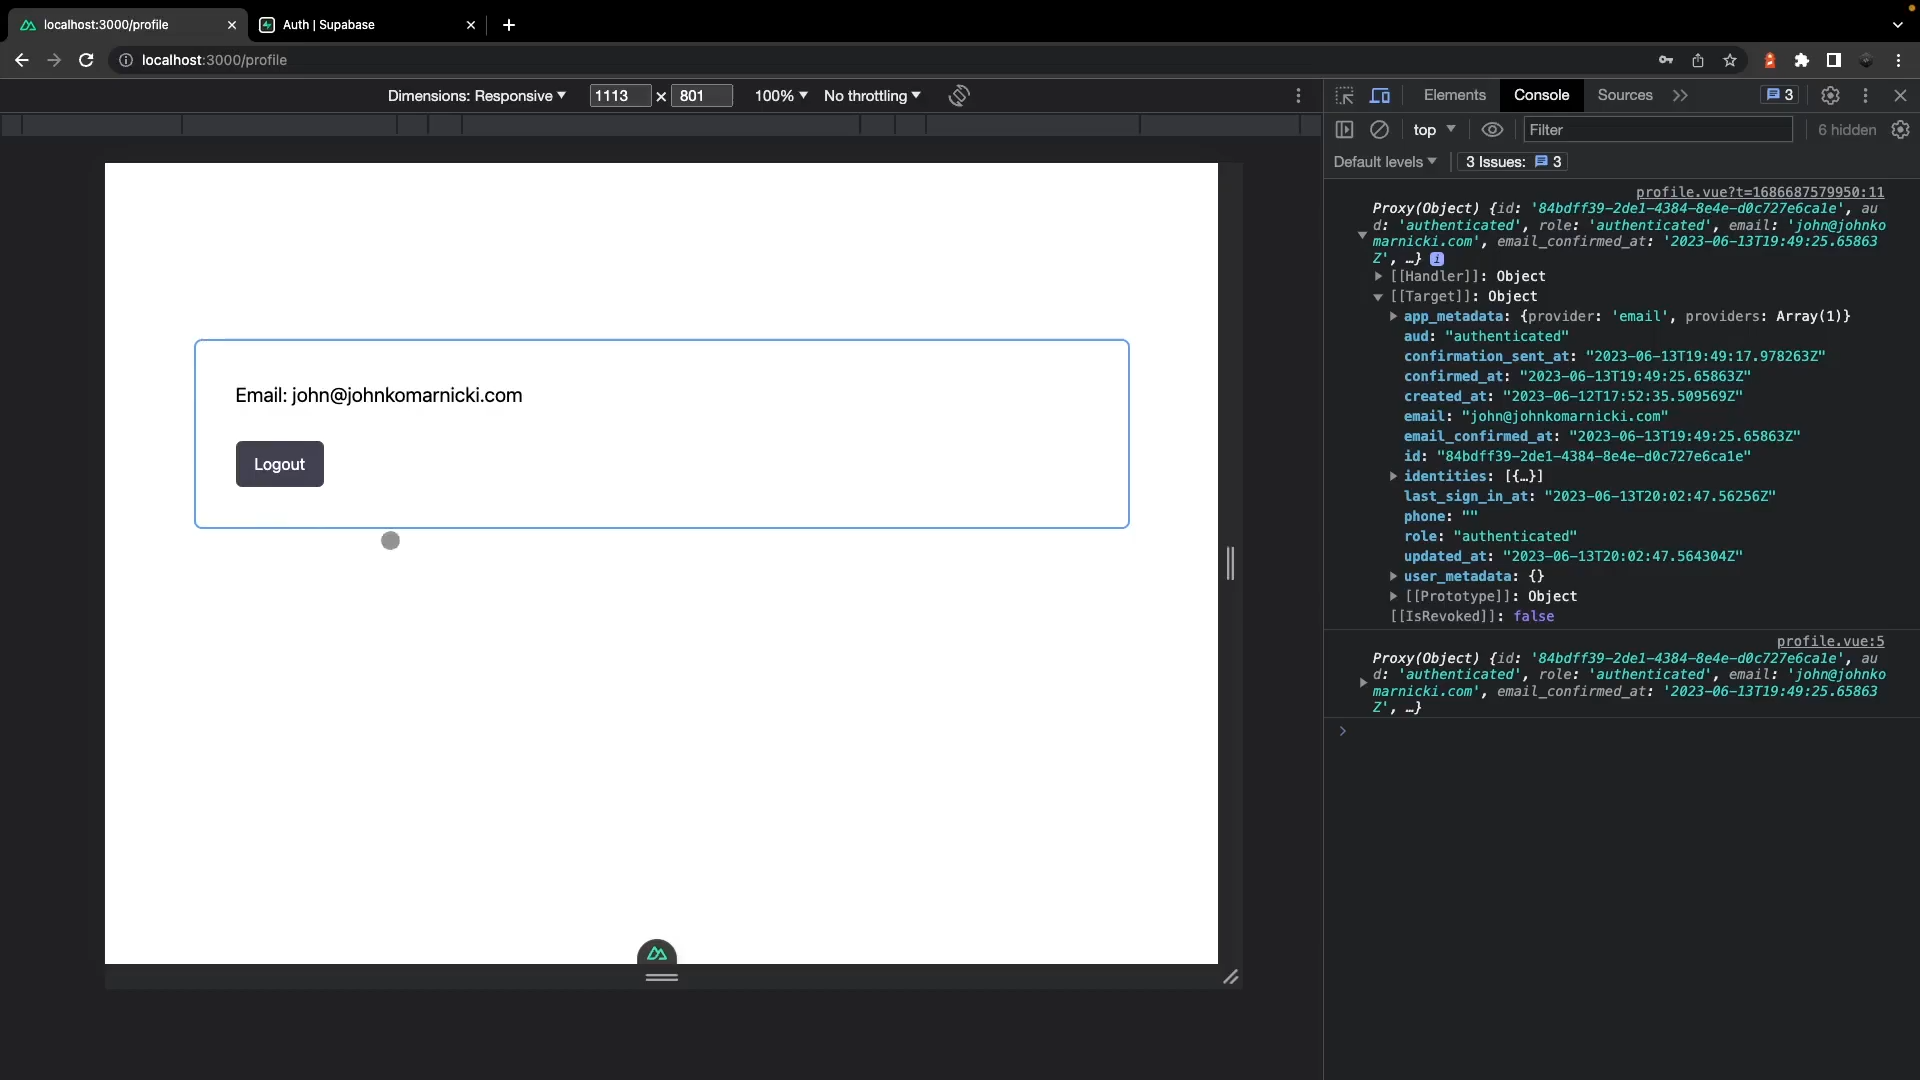 localhost:3000/profile
Auth | Supabase
localhost:3000/profile
Dimensions: Responsive 1113 × 801 100% No throttling
Elements Console Sources 3
top Filter 6 hidden
Default levels 3 Issues: 3
profile.vue?t=1686687579950:11
Proxy(Object) {id: '84bdff39-2de1-4384-8e4e-d0c727e6ca1e', au
d: 'authenticated', role: 'authenticated', email: 'john@johnko
marnicki.com', email_confirmed_at: '2023-06-13T19:49:25.65863
Z', …} i
[[Handler]]: Object
[[Target]]: Object
app_metadata: {provider: 'email', providers: Array(1)}
aud: "authenticated"
confirmation_sent_at: "2023-06-13T19:49:17.978263Z"
confirmed_at: "2023-06-13T19:49:25.65863Z"
created_at: "2023-06-12T17:52:35.509569Z"
email: "john@johnkomarnicki.com"
email_confirmed_at: "2023-06-13T19:49:25.65863Z"
id: "84bdff39-2de1-4384-8e4e-d0c727e6ca1e"
identities: [{…}]
last_sign_in_at: "2023-06-13T20:02:47.56256Z"
phone: ""
role: "authenticated"
updated_at: "2023-06-13T20:02:47.564304Z"
user_metadata: {}
[[Prototype]]: Object
[[IsRevoked]]: false
profile.vue:5
Proxy(Object) {id: '84bdff39-2de1-4384-8e4e-d0c727e6ca1e', au
d: 'authenticated', role: 'authenticated', email: 'john@johnko
marnicki.com', email_confirmed_at: '2023-06-13T19:49:25.65863
Z', …}
Email: john@johnkomarnicki.com
Logout